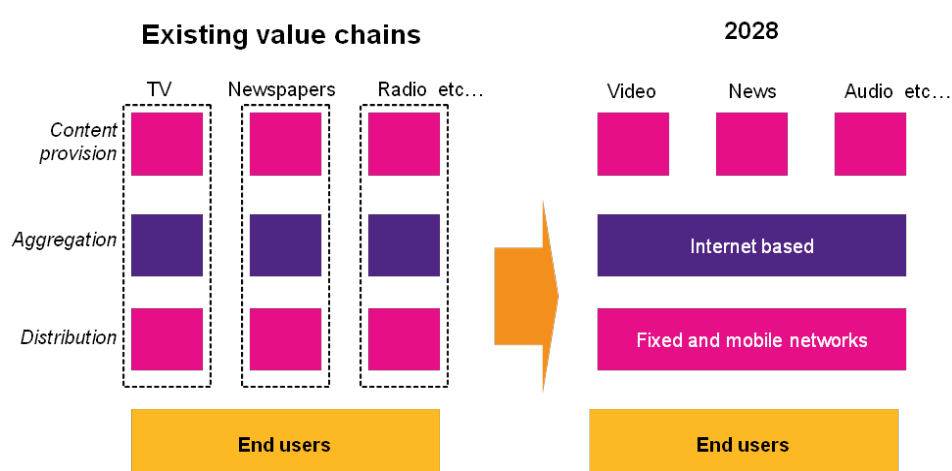 Existing value chains
2028
TV
Newspapers
Radio etc...
Video
News
Audio etc...
Content
provision
Aggregation
Internet based
Distribution
Fixed and mobile networks
End users
End users